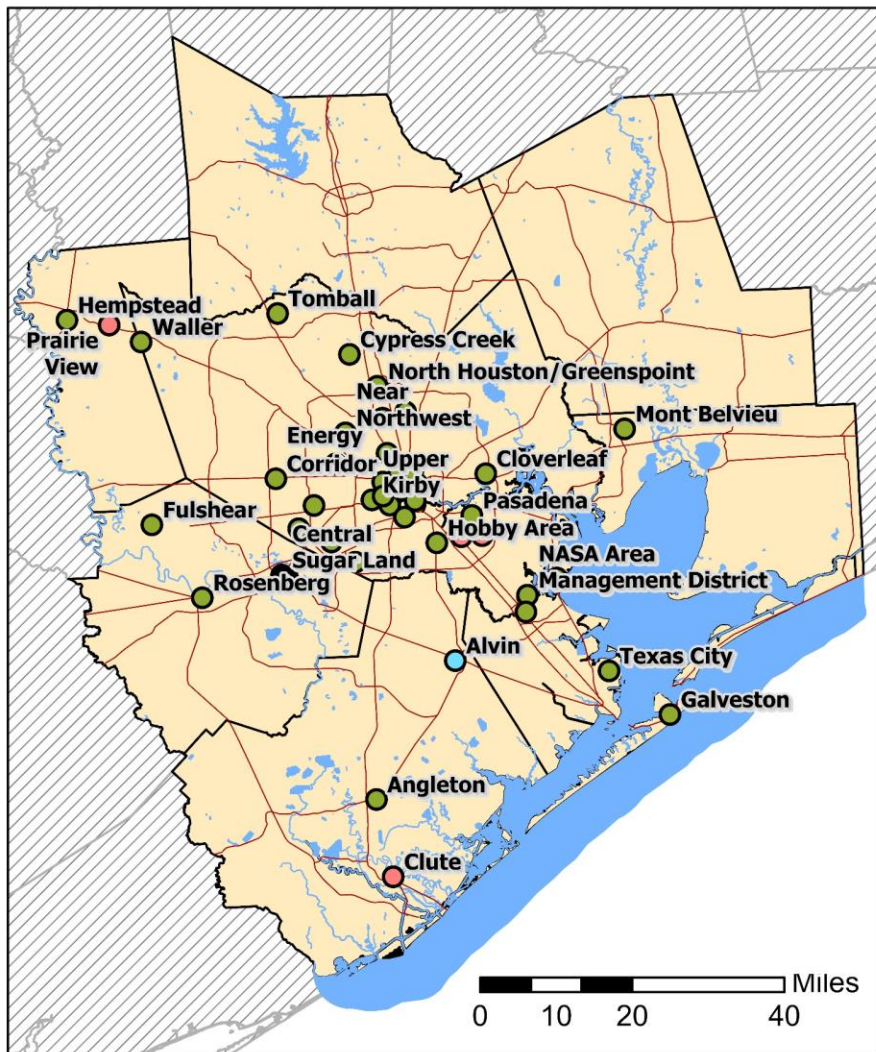 Hempstead
Tomball
Prairie
View
Waller
Cypress Creek
North Houston/Greenspoint
Near
Northwest
Mont Belvieu
Energy
Corridor
Upper
Kirby
Cloverleaf
Fulshear
Pasadena
Central
Hobby Area
Sugar Land
NASA Area
Management District
Rosenberg
Alvin
Texas City
Galveston
Angleton
Clute
Miles
0 10 20 40